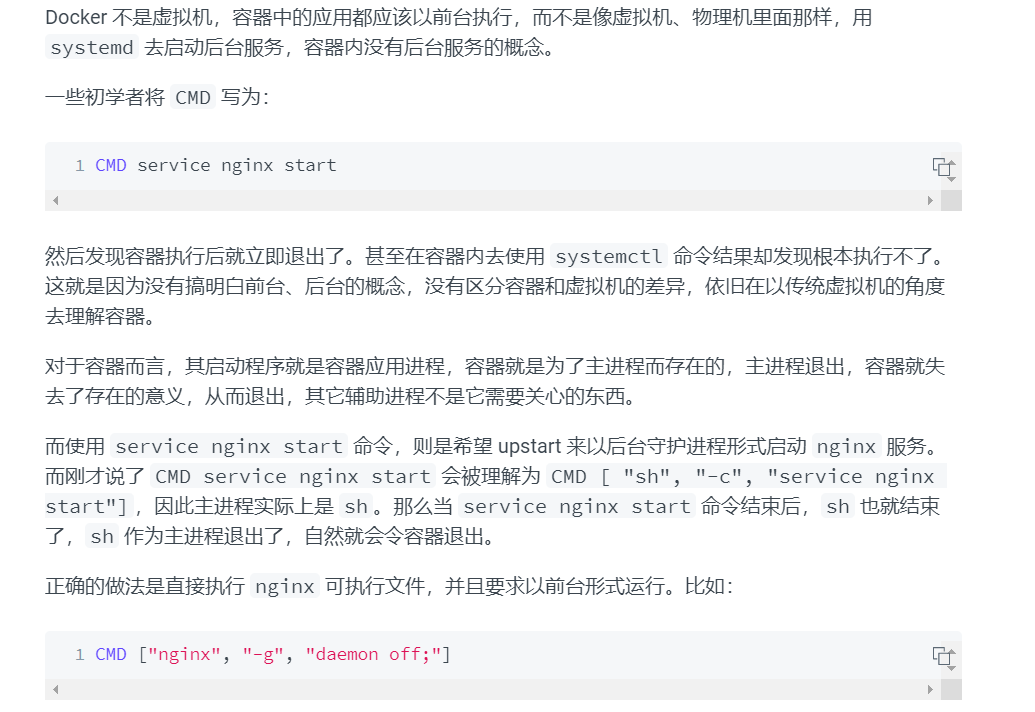 Docker 不是虚拟机，容器中的应用都应该以前台执行，而不是像虚拟机、物理机里面那样，用
systemd 去启动后台服务，容器内没有后台服务的概念。
一些初学者将 CMD 写为：
1 CMD service nginx start
然后发现容器执行后就立即退出了。甚至在容器内去使用 systemctl 命令结果却发现根本执行不了。
这就是因为没有搞明白前台、后台的概念，没有区分容器和虚拟机的差异，依旧在以传统虚拟机的角度
去理解容器。
对于容器而言，其启动程序就是容器应用进程，容器就是为了主进程而存在的，主进程退出，容器就失
去了存在的意义，从而退出，其它辅助进程不是它需要关心的东西。
而使用 service nginx start 命令，则是希望 upstart 来以后台守护进程形式启动 nginx 服务。
而刚才说了 CMD service nginx start 会被理解为 CMD [ "sh", "-c", "service nginx
start"]，因此主进程实际上是 sh。那么当 service nginx start 命令结束后，sh 也就结束
了，sh 作为主进程退出了，自然就会令容器退出。
正确的做法是直接执行 nginx 可执行文件，并且要求以前台形式运行。比如：
1 CMD ["nginx", "-g", "daemon off;"]